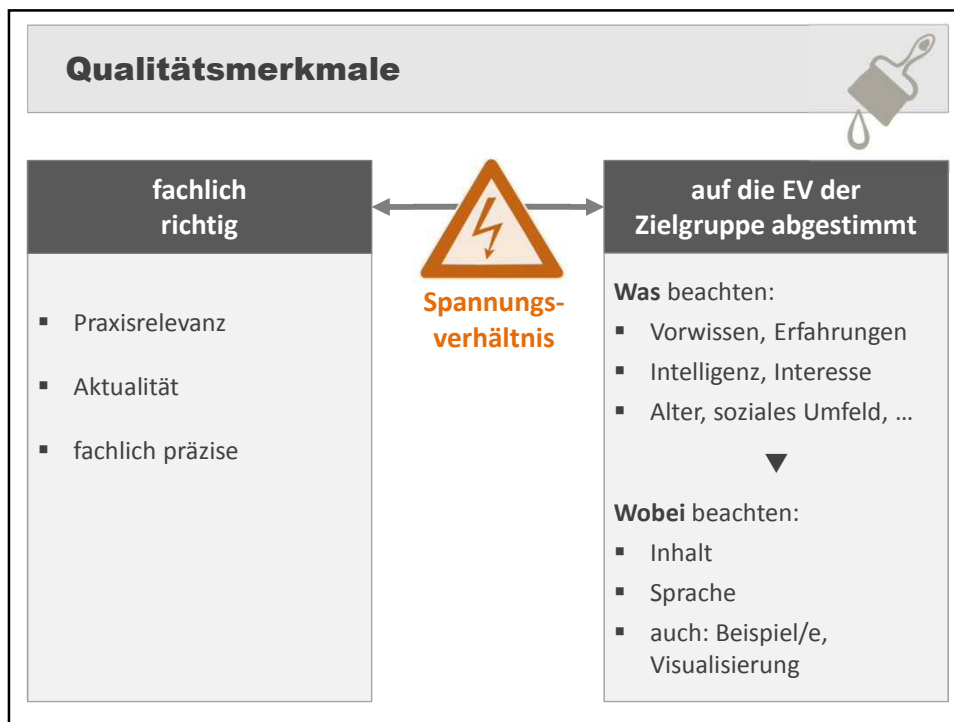 Qualitätsmerkmale
fachlich
richtig
▪ Praxisrelevanz
▪ Aktualität
▪ fachlich präzise
Spannungs-
verhältnis
auf die EV der
Zielgruppe abgestimmt
Was beachten:
▪ Vorwissen, Erfahrungen
▪ Intelligenz, Interesse
▪ Alter, soziales Umfeld, ...
Wobei beachten:
▪ Inhalt
▪ Sprache
▪ auch: Beispiel/e,
Visualisierung